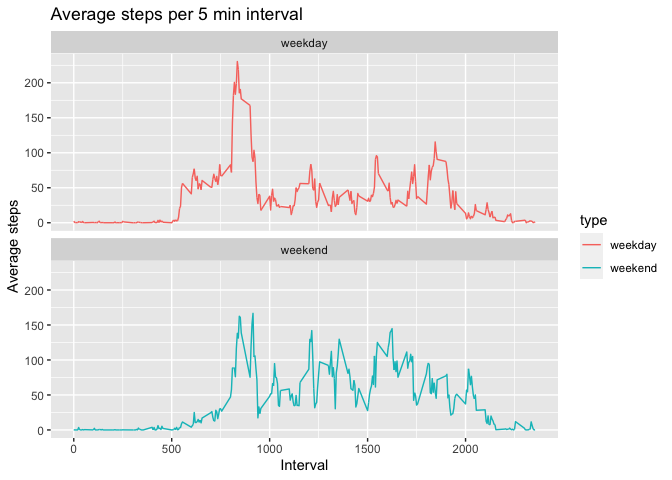 Average steps per 5 min interval
weekday
200
150
100
50
0
Average steps
weekend
200
150
100
50
0
0
500
1000
1500
2000
Interval
type
weekday
weekend